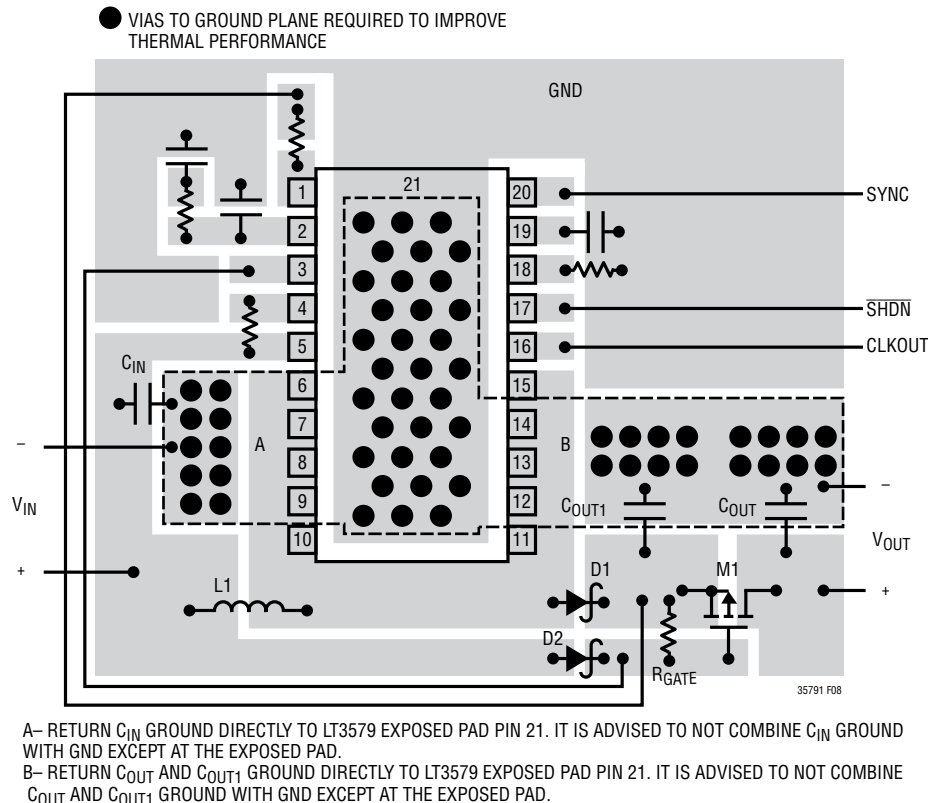 VIAS TO GROUND PLANE REQUIRED TO IMPROVE
THERMAL PERFORMANCE
GND
21
1
2
3
4
5
6
7
8
9
10
20
19
18
17
16
15
14
13
12
11
SYNC
SHDN
CLKOUT
CIN
A
B
–
VIN
+
COUT1
COUT
–
VOUT
+
L1
D1
M1
D2
RGATE
35791 F08
A– RETURN CIN GROUND DIRECTLY TO LT3579 EXPOSED PAD PIN 21. IT IS ADVISED TO NOT COMBINE CIN GROUND
WITH GND EXCEPT AT THE EXPOSED PAD.
B– RETURN COUT AND COUT1 GROUND DIRECTLY TO LT3579 EXPOSED PAD PIN 21. IT IS ADVISED TO NOT COMBINE
COUT AND COUT1 GROUND WITH GND EXCEPT AT THE EXPOSED PAD.